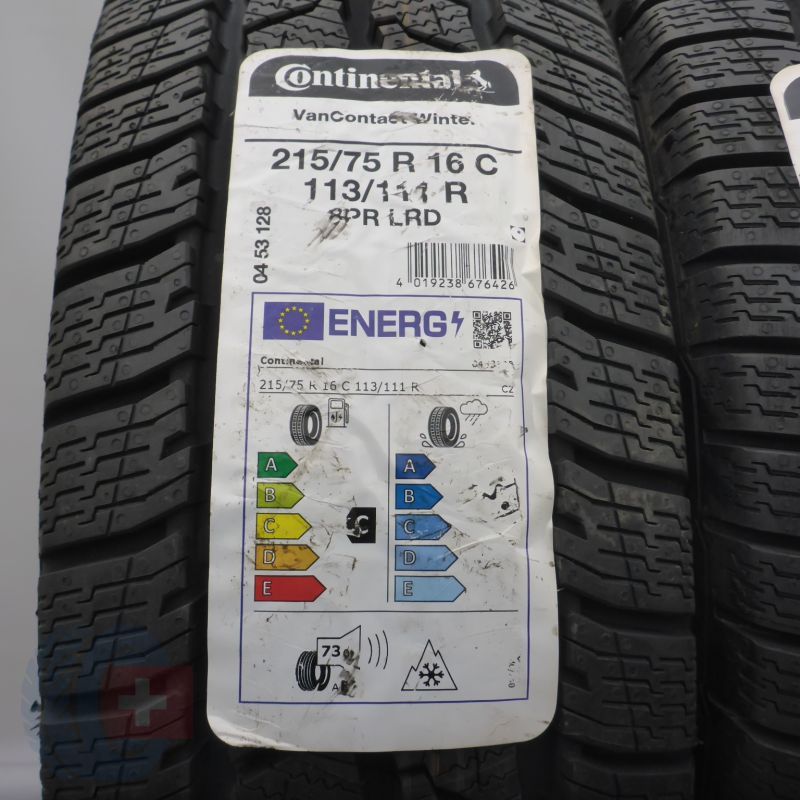 Continental
VanContact Winter
215/75 R 16 C
113/111 R
8PR LRD
04 53 128
4 019238 676426
ENERG
Continental
215/75 R 16 C 113/111 R
C2
A
B
C
D
E
C
A
B
C
D
E
73